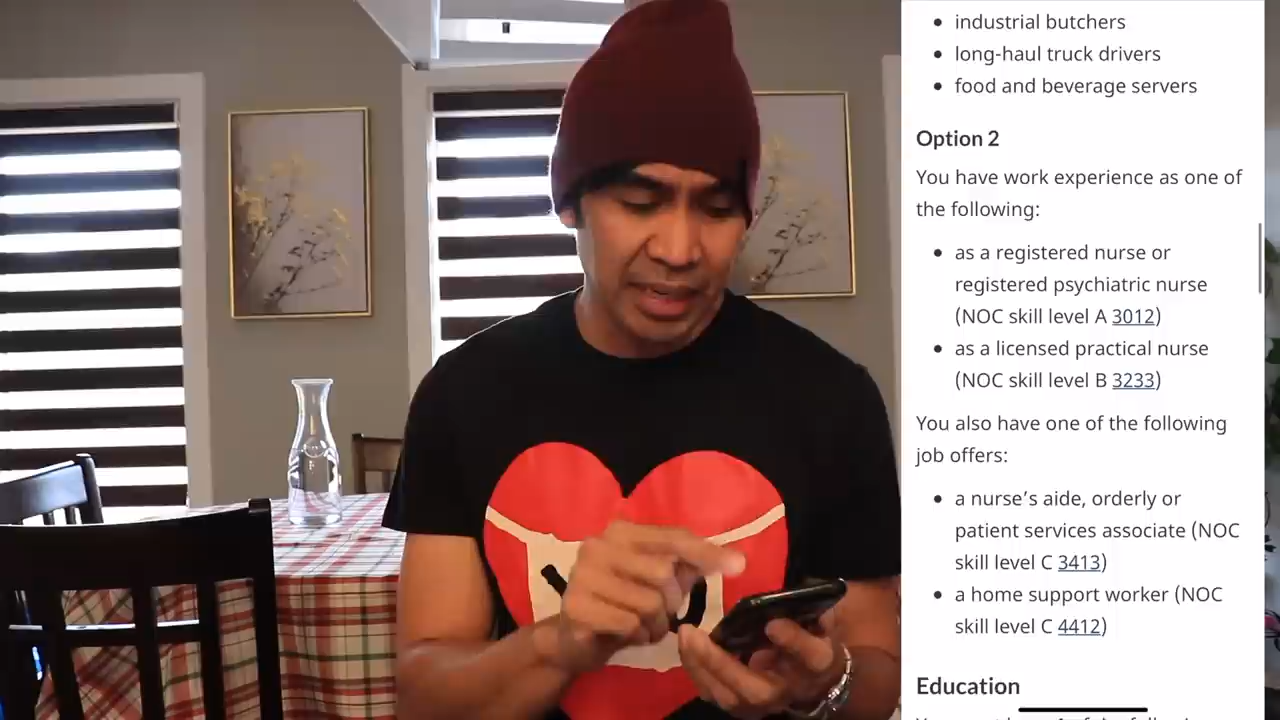 industrial butchers
long-haul truck drivers
food and beverage servers
Option 2
You have work experience as one of
the following:
as a registered nurse or
registered psychiatric nurse
(NOC skill level A 3012)
as a licensed practical nurse
(NOC skill level B 3233)
You also have one of the following
job offers:
a nurse’s aide, orderly or
patient services associate (NOC
skill level C 3413)
a home support worker (NOC
skill level C 4412)
Education